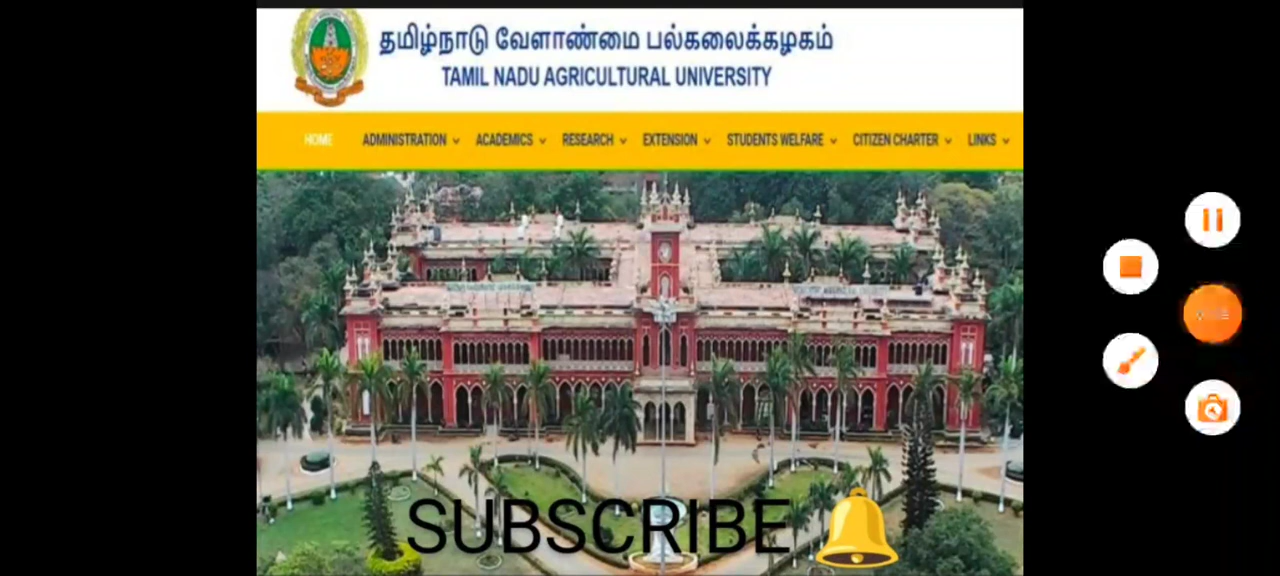 தமிழ்நாடு வேளாண்மை பல்கலைக்கழகம்
TAMIL NADU AGRICULTURAL UNIVERSITY
HOME ADMINISTRATION ACADEMICS RESEARCH EXTENSION STUDENTS WELFARE CITIZEN CHARTER LINKS
SUBSCRIBE